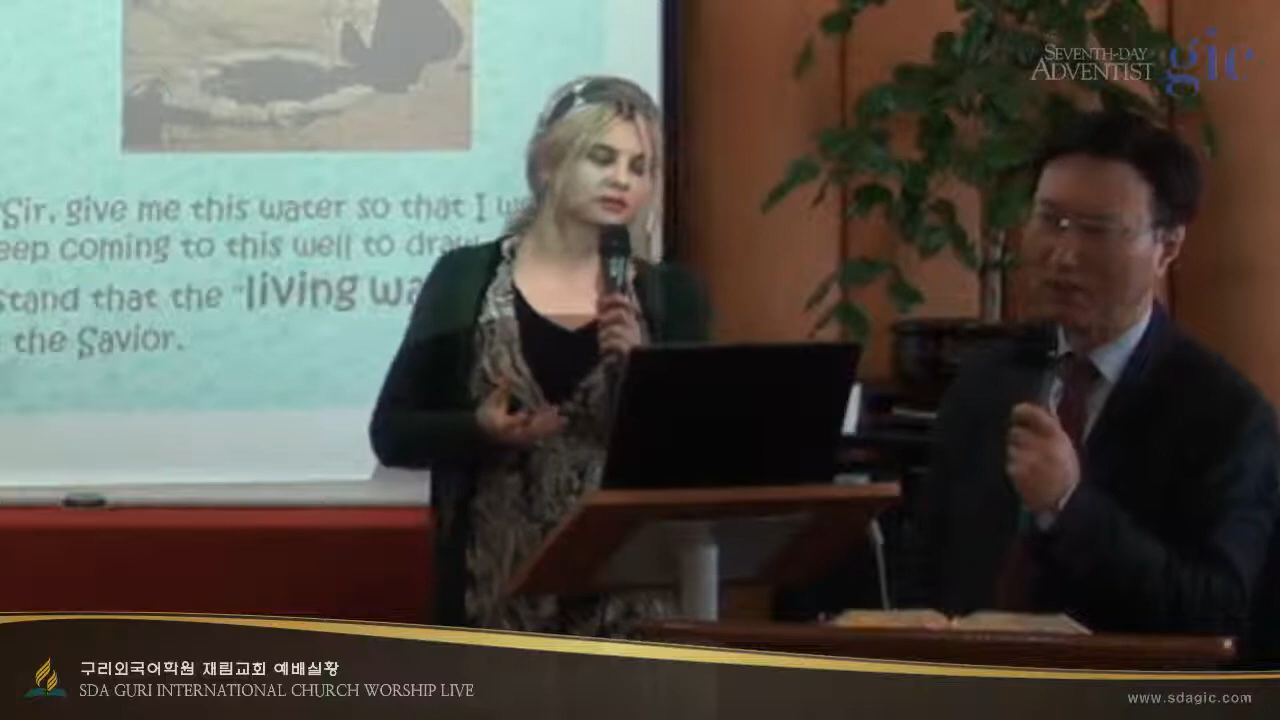 SEVENTH-DAY
ADVENTIST gic
Sir, give me this water so that I
eep coming to this well to draw
stand that the "living wa
the Savior.
구리외국어학원 재림교회 예배실황
SDA GURI INTERNATIONAL CHURCH WORSHIP LIVE
www.sdagic.com